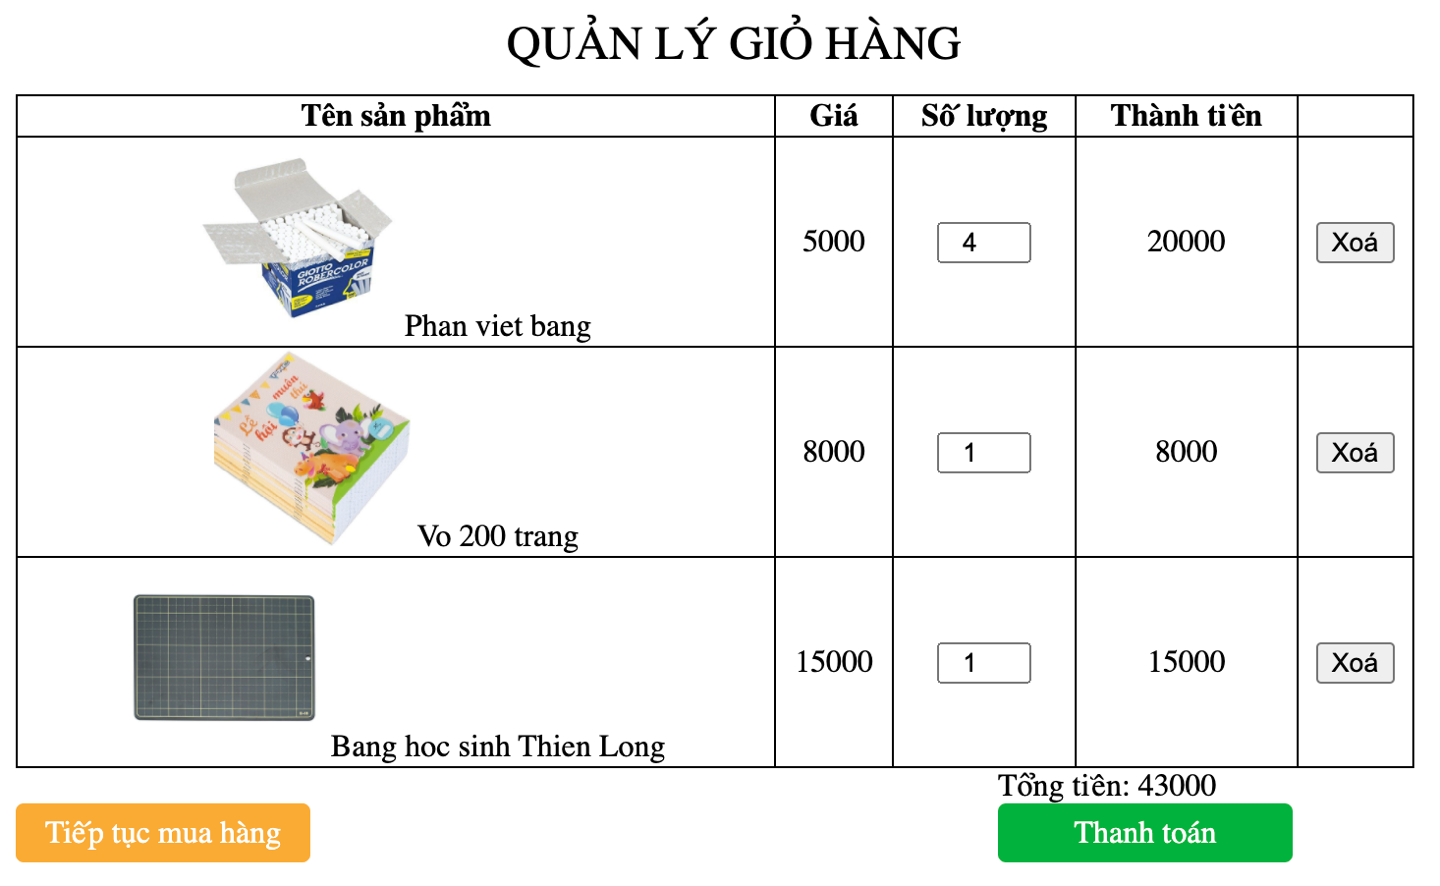 QUẢN LÝ GIỎ HÀNG
Tên sản phẩm Giá Số lượng Thành tiền
GIOTTO
ROBERCOLOR
Phan viet bang 5000 4 20000 Xoá
Lễ hội muôn thú
Vo 200 trang 8000 1 8000 Xoá
Bang hoc sinh Thien Long 15000 1 15000 Xoá
Tổng tiền: 43000
Tiếp tục mua hàng Thanh toán